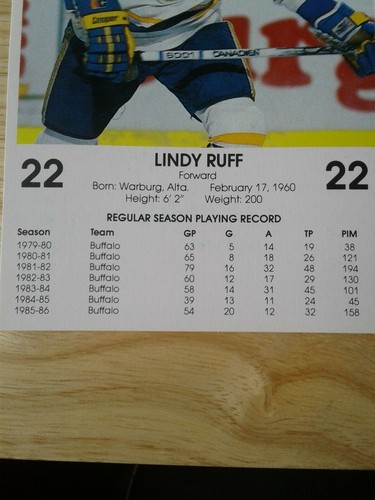 Cooper
6001 CANADIEN
22 LINDY RUFF 22
Forward
Born: Warburg, Alta. February 17, 1960
Height: 6' 2" Weight: 200
REGULAR SEASON PLAYING RECORD
Season Team GP G A TP PIM
1979-80 Buffalo 63 5 14 19 38
1980-81 Buffalo 65 8 18 26 121
1981-82 Buffalo 79 16 32 48 194
1982-83 Buffalo 60 12 17 29 130
1983-84 Buffalo 58 14 31 45 101
1984-85 Buffalo 39 13 11 24 45
1985-86 Buffalo 54 20 12 32 158